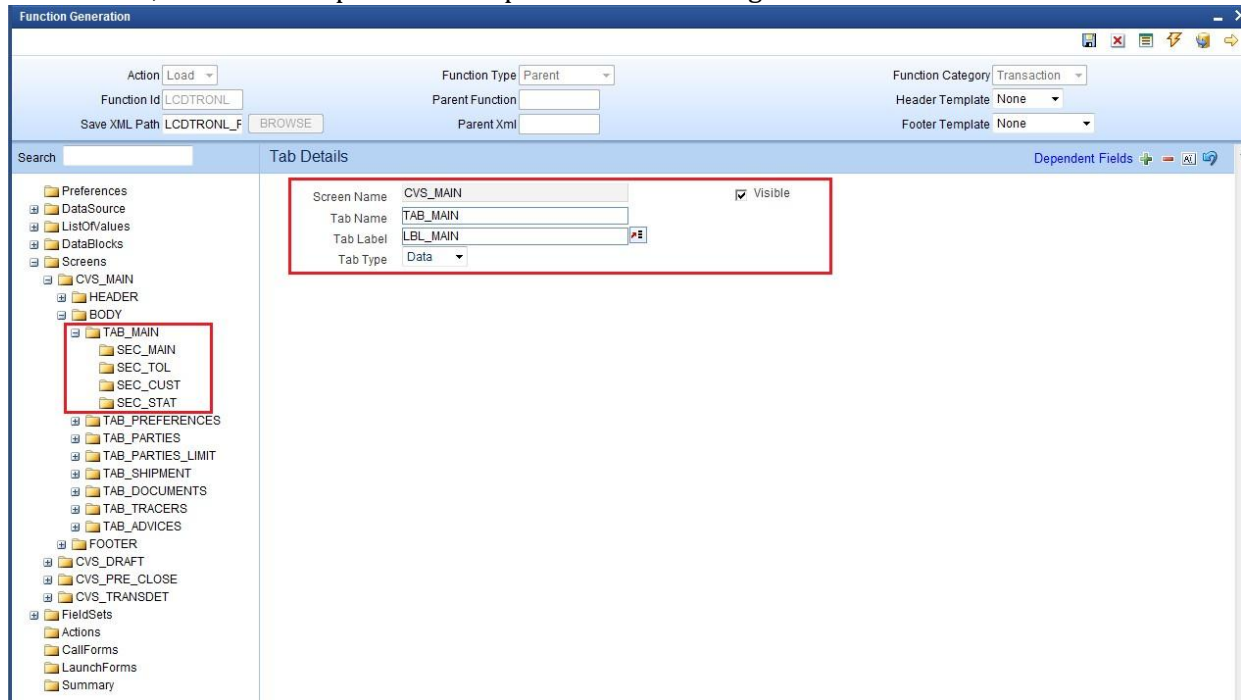 Function Generation
Action Load
Function Type Parent
Function Category Transaction
Function Id LCDTRONL
Parent Function
Header Template None
Save XML Path LCDTRONL_F BROWSE
Parent Xml
Footer Template None
Search
Tab Details
Dependent Fields
Preferences
DataSource
ListOfValues
DataBlocks
Screens
CVS_MAIN
HEADER
BODY
TAB_MAIN
SEC_MAIN
SEC_TOL
SEC_CUST
SEC_STAT
TAB_PREFERENCES
TAB_PARTIES
TAB_PARTIES_LIMIT
TAB_SHIPMENT
TAB_DOCUMENTS
TAB_TRACERS
TAB_ADVICES
FOOTER
CVS_DRAFT
CVS_PRE_CLOSE
CVS_TRANSDET
FieldSets
Actions
CallForms
LaunchForms
Summary
Screen Name CVS_MAIN
Visible
Tab Name TAB_MAIN
Tab Label LBL_MAIN
Tab Type Data